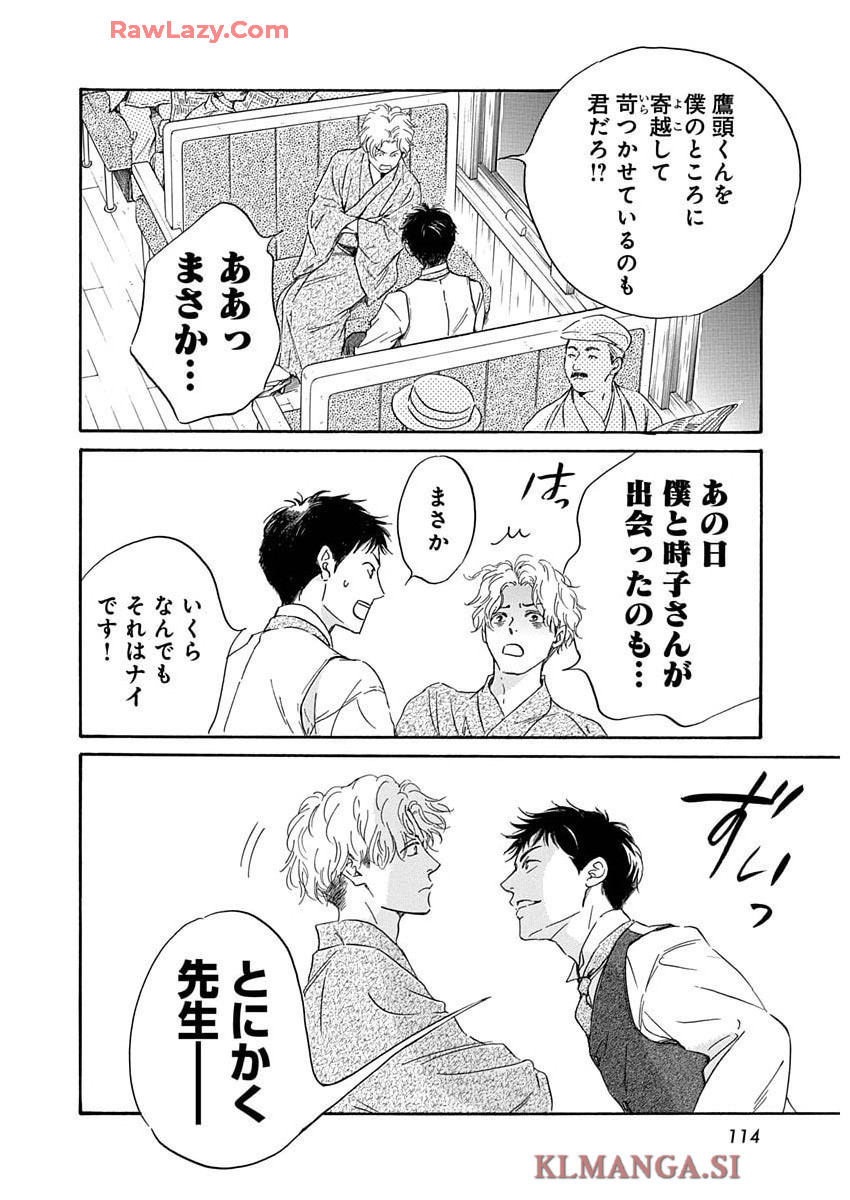 RawLazy.Com
鷹頭くんを
僕のところに
寄越して
苛つかせているのも
君だろ!?
よこ
いら
ああっ
まさか…
あの日
僕と時子さんが
出会ったのも…
はっ
まさか
いくら
なんでも
それはナイ
です!
ずいっ
とにかく
先生――
114
KLMANGA.SI